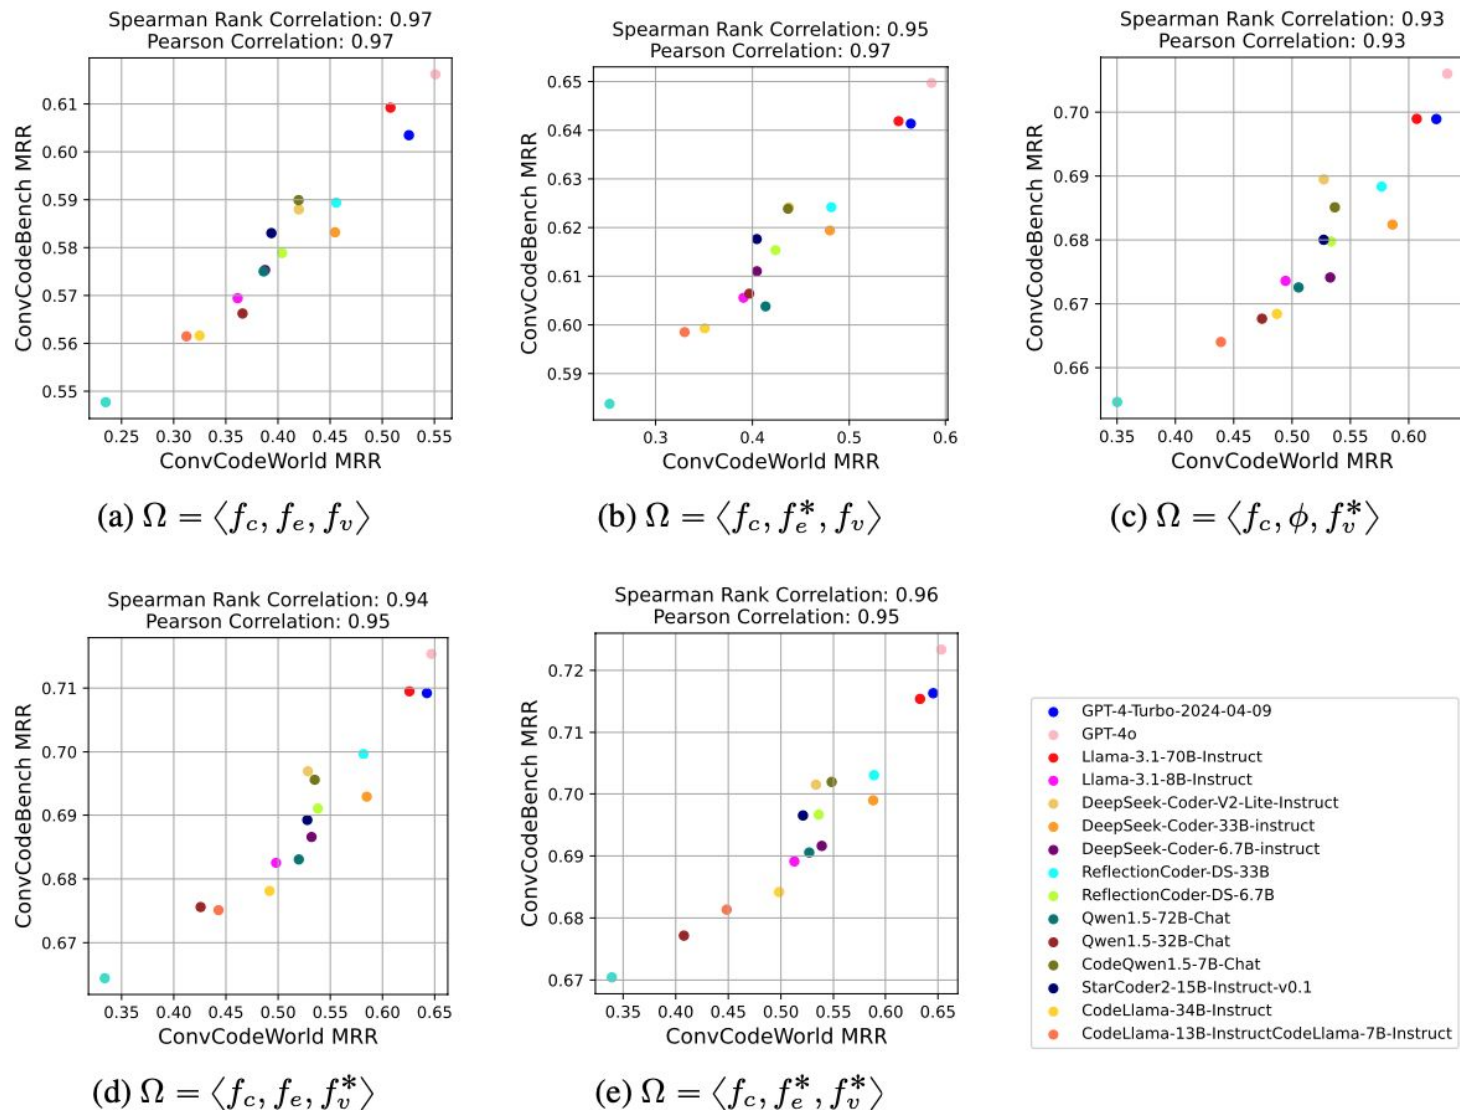 Spearman Rank Correlation: 0.97
Pearson Correlation: 0.97
ConvCodeBench MRR
0.61
0.60
0.59
0.58
0.57
0.56
0.55
0.25 0.30 0.35 0.40 0.45 0.50 0.55
ConvCodeWorld MRR
(a) Ω = ⟨f_c, f_e, f_v⟩
Spearman Rank Correlation: 0.95
Pearson Correlation: 0.97
ConvCodeBench MRR
0.65
0.64
0.63
0.62
0.61
0.60
0.59
0.3 0.4 0.5 0.6
ConvCodeWorld MRR
(b) Ω = ⟨f_c, f_e^*, f_v⟩
Spearman Rank Correlation: 0.93
Pearson Correlation: 0.93
ConvCodeBench MRR
0.70
0.69
0.68
0.67
0.66
0.35 0.40 0.45 0.50 0.55 0.60
ConvCodeWorld MRR
(c) Ω = ⟨f_c, ϕ, f_v^*⟩
Spearman Rank Correlation: 0.94
Pearson Correlation: 0.95
ConvCodeBench MRR
0.71
0.70
0.69
0.68
0.67
0.35 0.40 0.45 0.50 0.55 0.60 0.65
ConvCodeWorld MRR
(d) Ω = ⟨f_c, f_e, f_v^*⟩
Spearman Rank Correlation: 0.96
Pearson Correlation: 0.95
ConvCodeBench MRR
0.72
0.71
0.70
0.69
0.68
0.67
0.35 0.40 0.45 0.50 0.55 0.60 0.65
ConvCodeWorld MRR
(e) Ω = ⟨f_c, f_e^*, f_v^*⟩
GPT-4-Turbo-2024-04-09
GPT-4o
Llama-3.1-70B-Instruct
Llama-3.1-8B-Instruct
DeepSeek-Coder-V2-Lite-Instruct
DeepSeek-Coder-33B-instruct
DeepSeek-Coder-6.7B-instruct
ReflectionCoder-DS-33B
ReflectionCoder-DS-6.7B
Qwen1.5-72B-Chat
Qwen1.5-32B-Chat
CodeQwen1.5-7B-Chat
StarCoder2-15B-Instruct-v0.1
CodeLlama-34B-Instruct
CodeLlama-13B-InstructCodeLlama-7B-Instruct